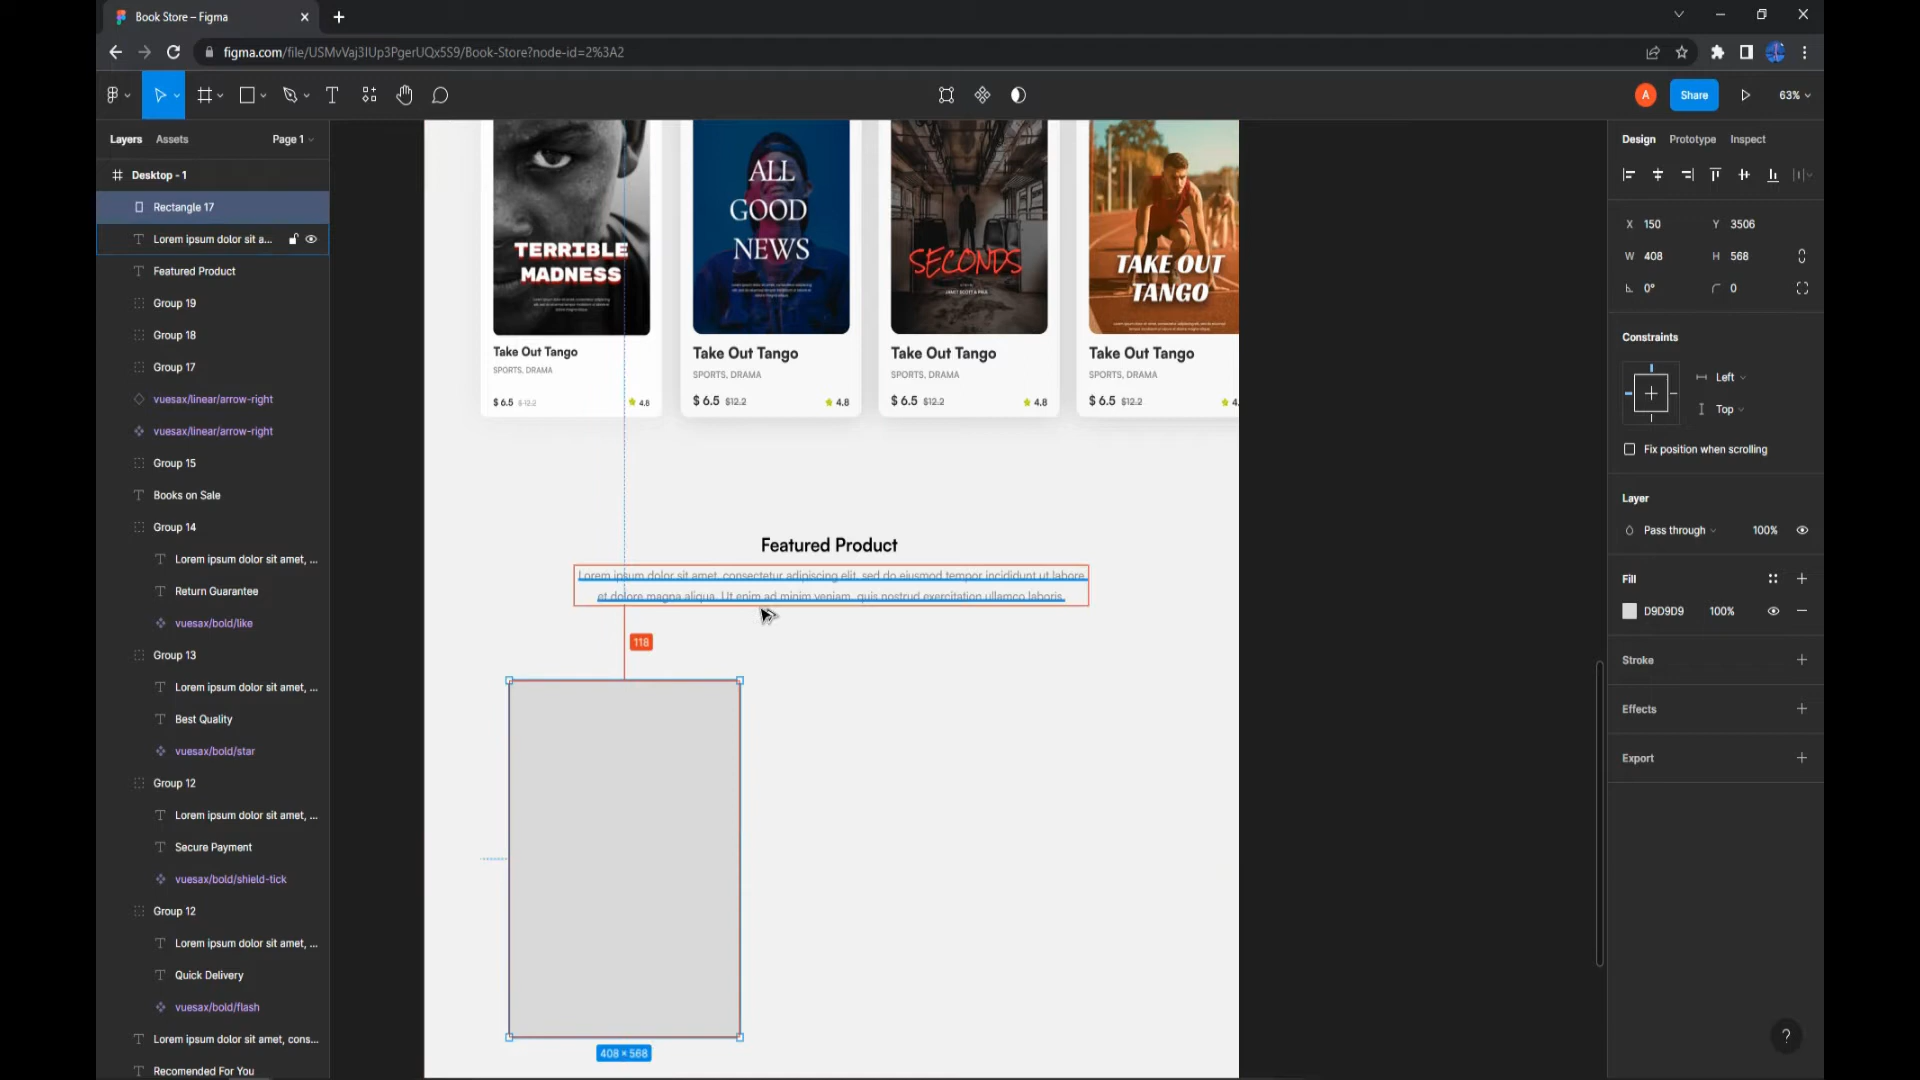 Book Store – Figma
figma.com/file/USMvVaj3IUp3PgerUQx5S9/Book-Store?node-id=2%3A2
A
Share
63%
Layers
Assets
Page 1
Desktop - 1
Rectangle 17
Lorem ipsum dolor sit a...
Featured Product
Group 19
Group 18
Group 17
vuesax/linear/arrow-right
vuesax/linear/arrow-right
Group 15
Books on Sale
Group 14
Lorem ipsum dolor sit amet, ...
Return Guarantee
vuesax/bold/like
Group 13
Lorem ipsum dolor sit amet, ...
Best Quality
vuesax/bold/star
Group 12
Lorem ipsum dolor sit amet, ...
Secure Payment
vuesax/bold/shield-tick
Group 12
Lorem ipsum dolor sit amet, ...
Quick Delivery
vuesax/bold/flash
Lorem ipsum dolor sit amet, cons...
Recomended For You
TERRIBLE
MADNESS
Take Out Tango
SPORTS, DRAMA
$ 6.5 $ 12.2
4.8
ALL
GOOD
NEWS
Take Out Tango
SPORTS, DRAMA
$ 6.5 $12.2
4.8
SECONDS
Take Out Tango
SPORTS, DRAMA
$ 6.5 $12.2
4.8
TAKE OUT
TANGO
Take Out Tango
SPORTS, DRAMA
$ 6.5 $12.2
4.
Featured Product
Lorem ipsum dolor sit amet, consectetur adipiscing elit, sed do eiusmod tempor incididunt ut labore
et dolore magna aliqua. Ut enim ad minim veniam, quis nostrud exercitation ullamco laboris.
118
408 × 568
Design
Prototype
Inspect
X 150
Y 3506
W 408
H 568
0°
0
Constraints
Left
Top
Fix position when scrolling
Layer
Pass through
100%
Fill
D9D9D9
100%
Stroke
Effects
Export
?